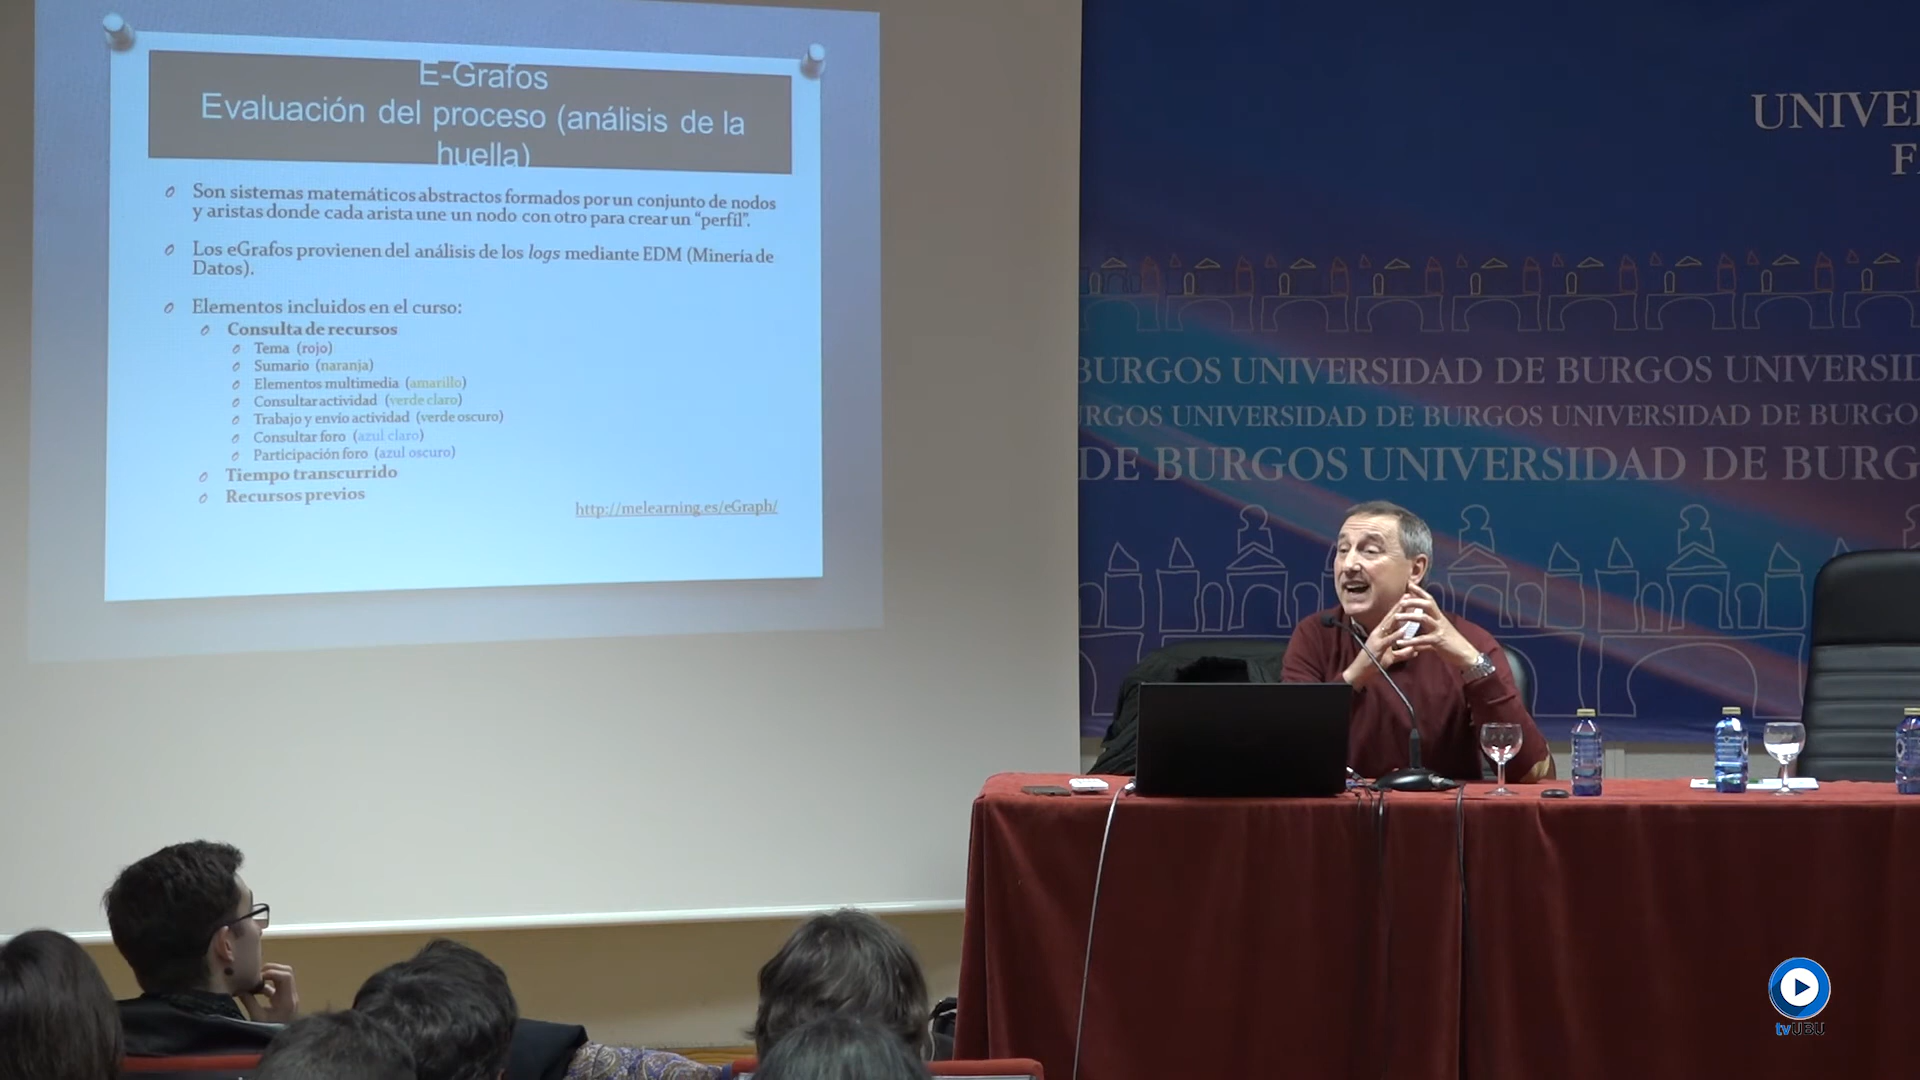 E-Grafos
Evaluación del proceso (análisis de la
huella)
Son sistemas matemáticos abstractos formados por un conjunto de nodos
y aristas donde cada arista une un nodo con otro para crear un “perfil”.
Los eGrafos provienen del análisis de los logs mediante EDM (Minería de
Datos).
Elementos incluidos en el curso:
Consulta de recursos
Tema (rojo)
Sumario (naranja)
Elementos multimedia (amarillo)
Consultar actividad (verde claro)
Trabajo y envío actividad (verde oscuro)
Consultar foro (azul claro)
Participación foro (azul oscuro)
Tiempo transcurrido
Recursos previos
http://melearning.es/eGraph/
UNIVE
F
BURGOS UNIVERSIDAD DE BURGOS UNIVERSID
RGOS UNIVERSIDAD DE BURGOS UNIVERSIDAD DE BURGO
DE BURGOS UNIVERSIDAD DE BURG
tvUBU